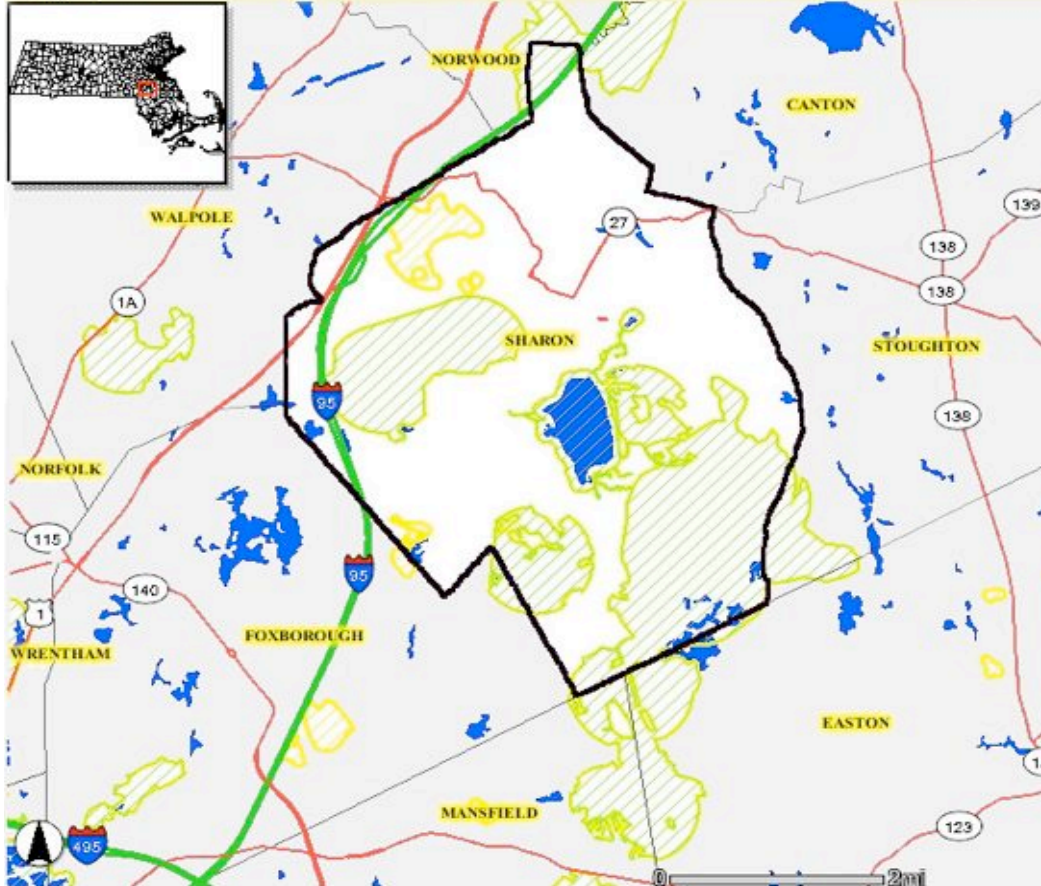 NORWOOD
CANTON
WALPOLE
27
139
138
1A
138
SHARON
STOUGHTON
95
138
NORFOLK
115
95
140
1
FOXBOROUGH
WRENTHAM
EASTON
MANSFIELD
123
495
0 2mi